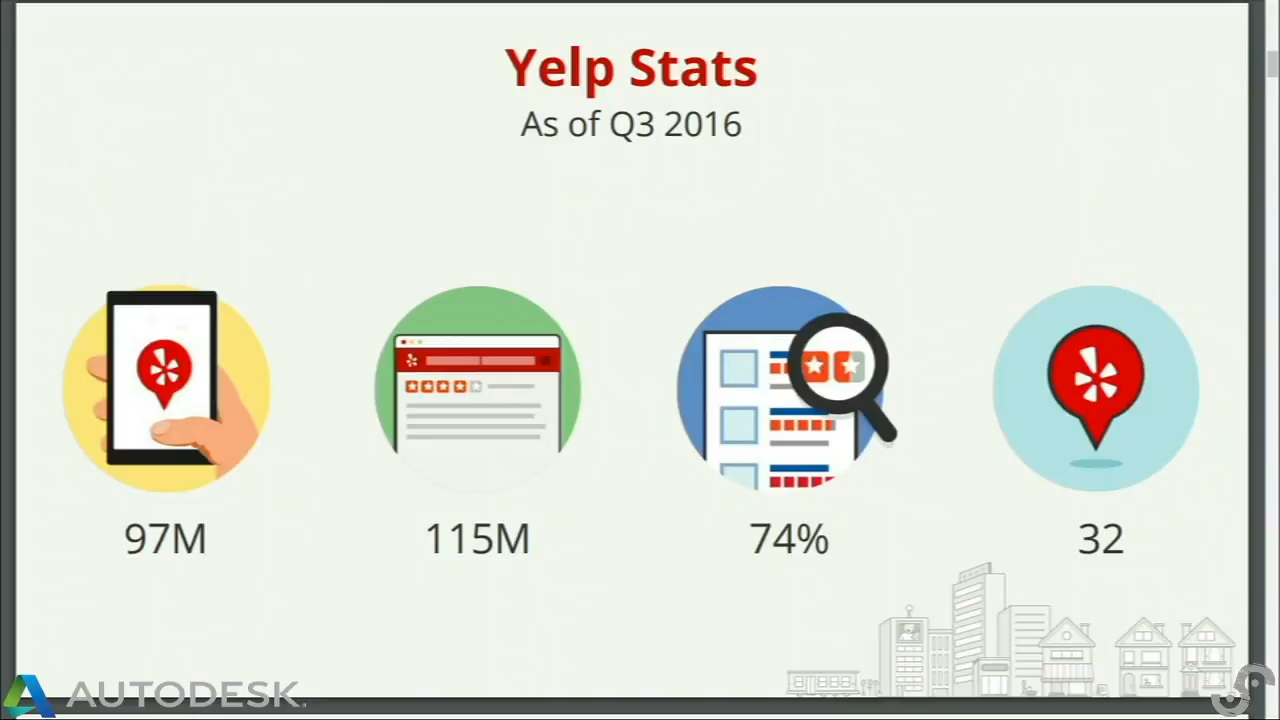 Yelp Stats
As of Q3 2016
97M
115M
74%
32
AUTODESK.